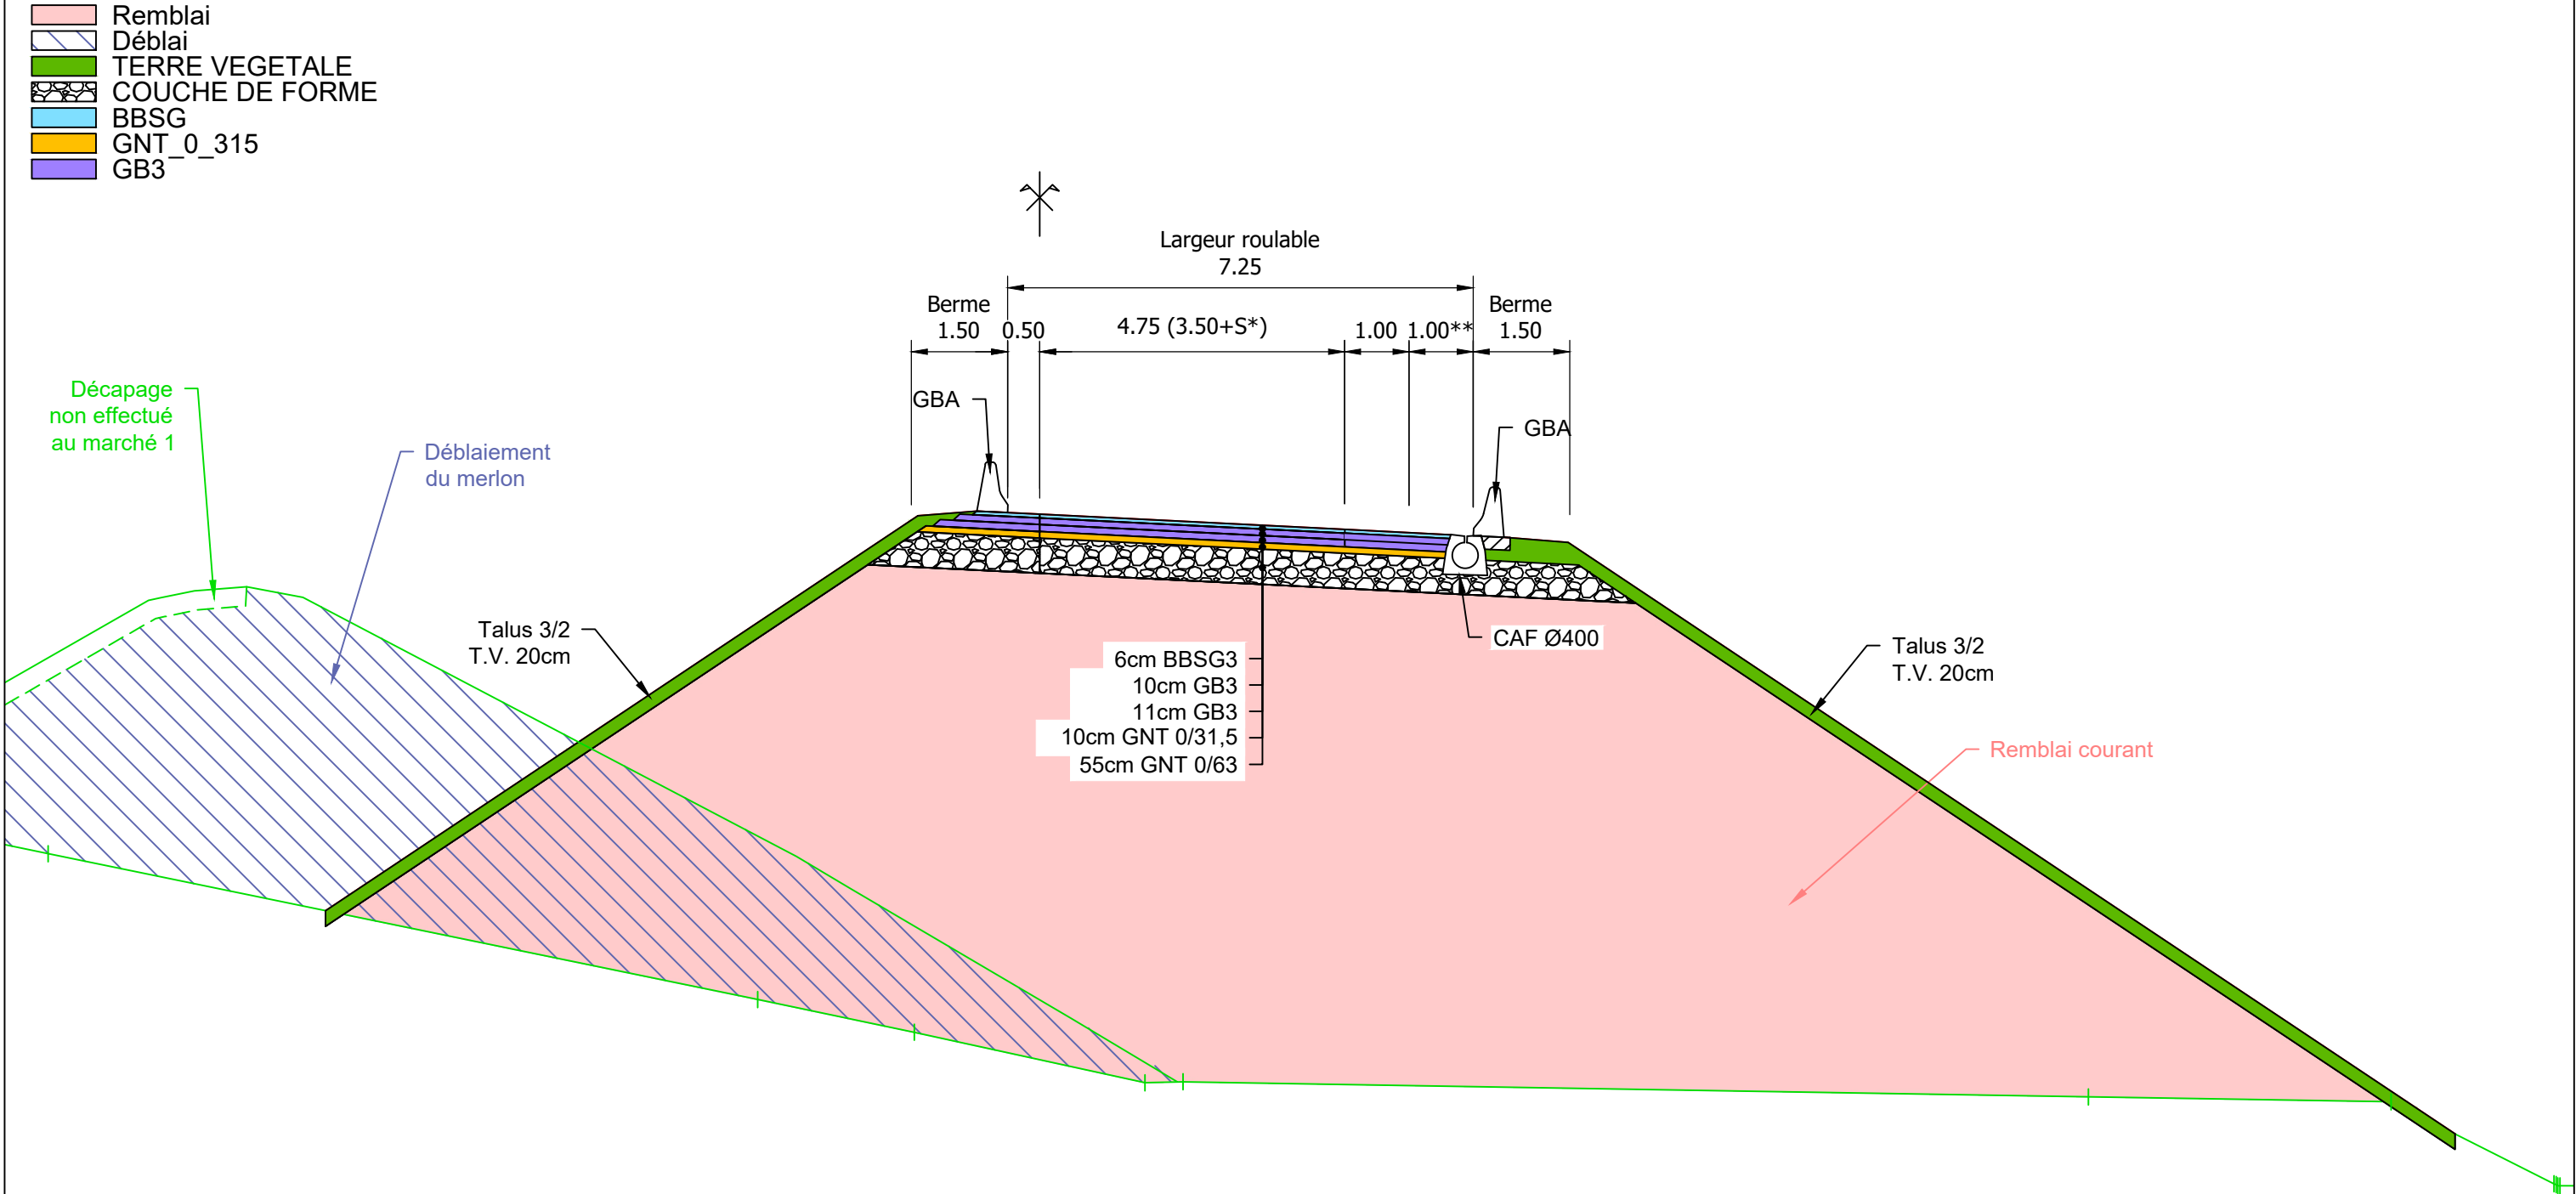 Remblai
Déblai
TERRE VEGETALE
COUCHE DE FORME
BBSG
GNT_0_315
GB3
Largeur roulable
7.25
Berme
1.50
0.50
4.75 (3.50+S*)
1.00
1.00**
Berme
1.50
Décapage
non effectué
au marché 1
Déblaiement
du merlon
GBA
GBA
Talus 3/2
T.V. 20cm
CAF Ø400
6cm BBSG3
10cm GB3
11cm GB3
10cm GNT 0/31,5
55cm GNT 0/63
Talus 3/2
T.V. 20cm
Remblai courant